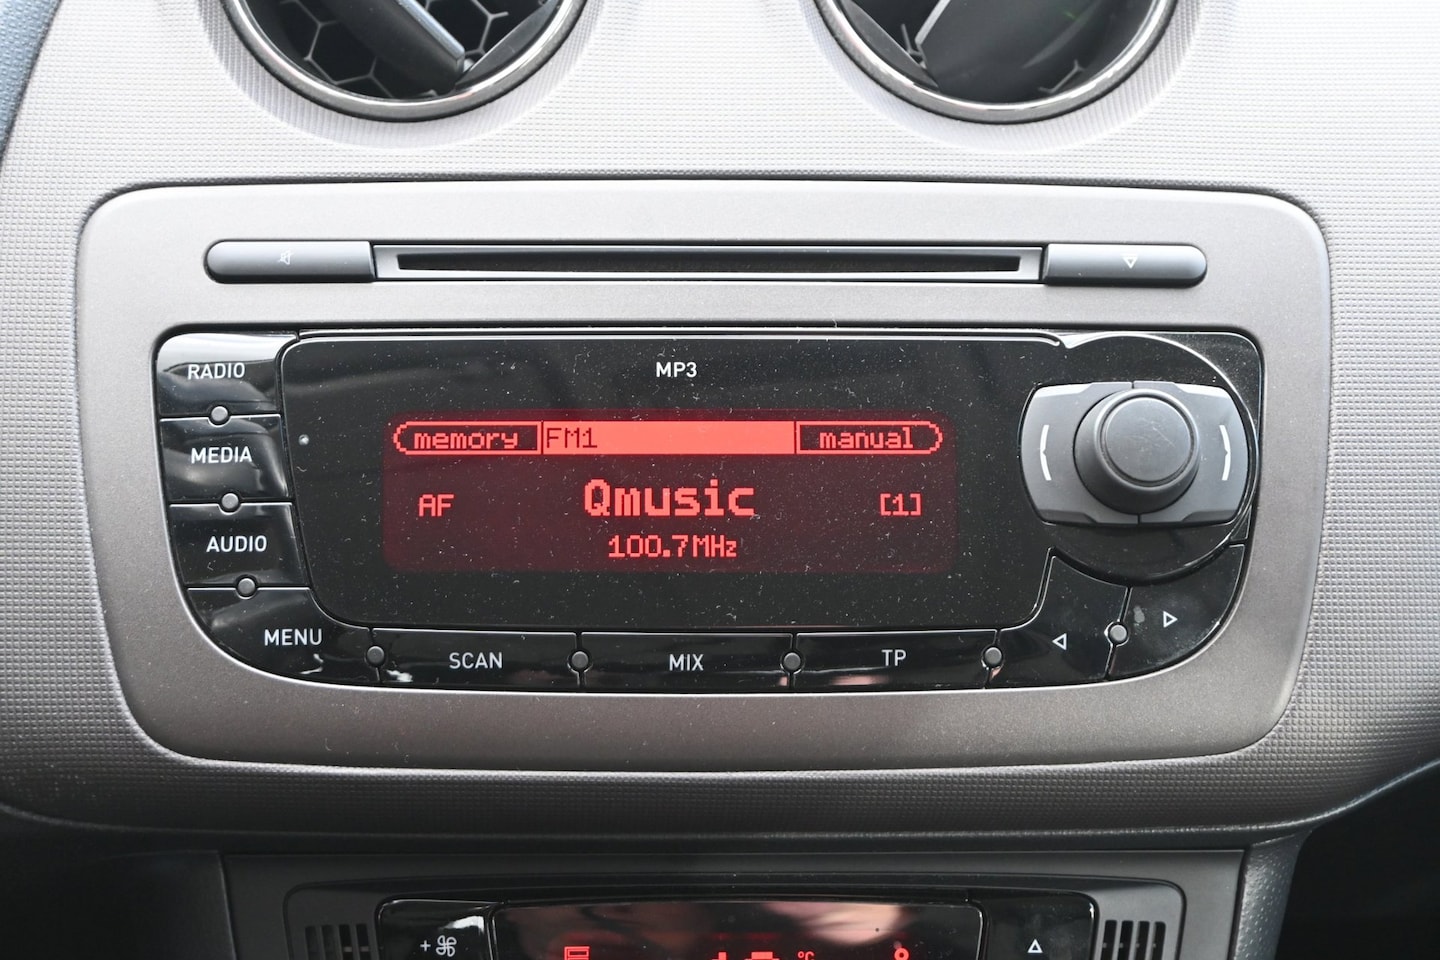 RADIO
MP3
memory FM1 manual
MEDIA
AF Qmusic [1]
100.7MHz
AUDIO
MENU
SCAN MIX TP
+
°C